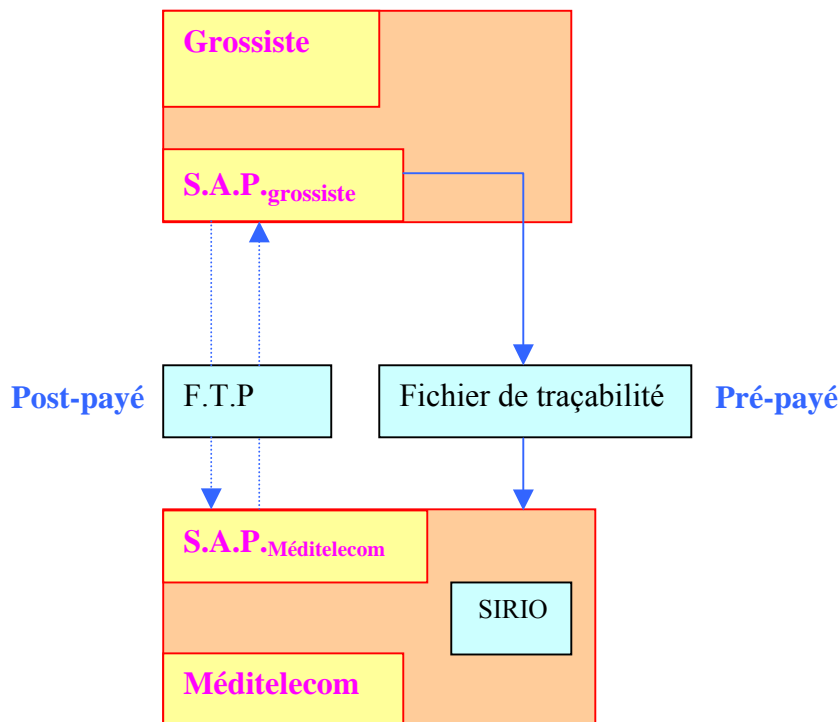 Grossiste
S.A.P.grossiste
Post-payé
F.T.P
Fichier de traçabilité
Pré-payé
S.A.P.Méditelecom
SIRIO
Méditelecom